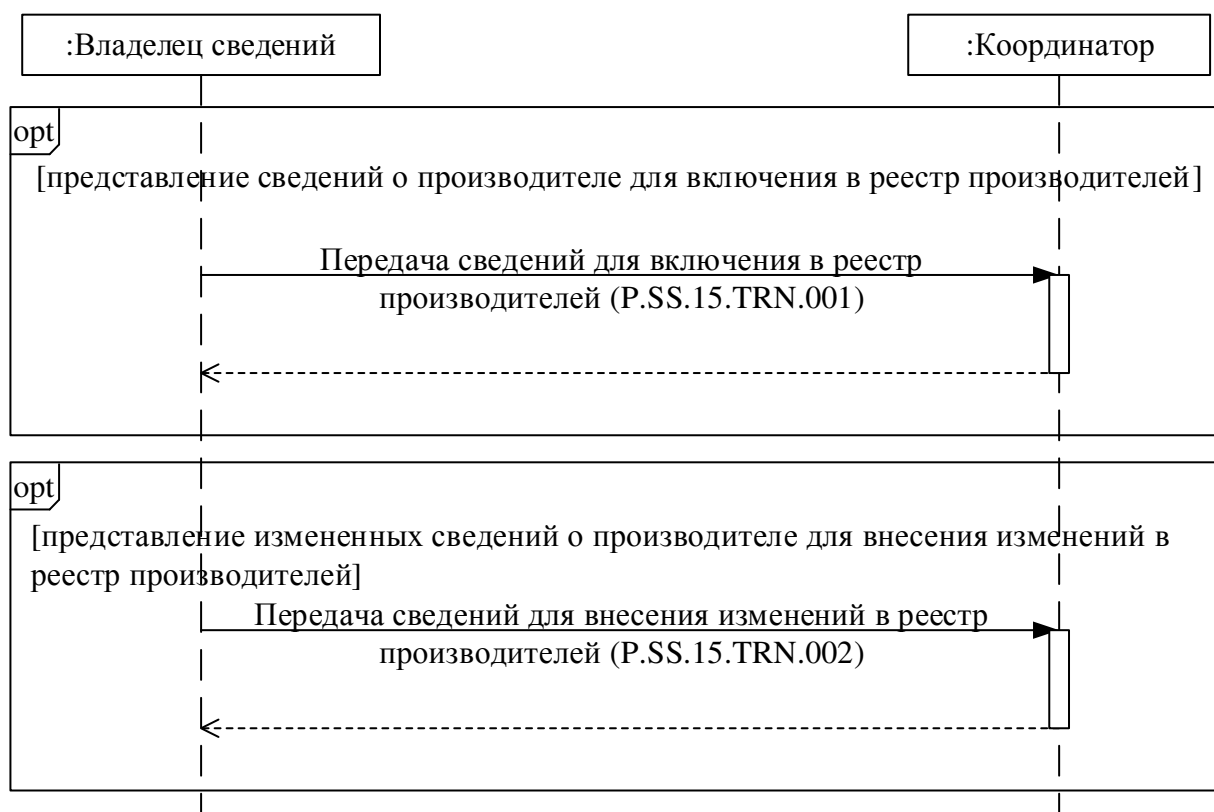 :Владелец сведений
:Координатор
opt
[представление сведений о производителе для включения в реестр производителей]
Передача сведений для включения в реестр
производителей (P.SS.15.TRN.001)
opt
[представление измененных сведений о производителе для внесения изменений в
реестр производителей]
Передача сведений для внесения изменений в реестр
производителей (P.SS.15.TRN.002)